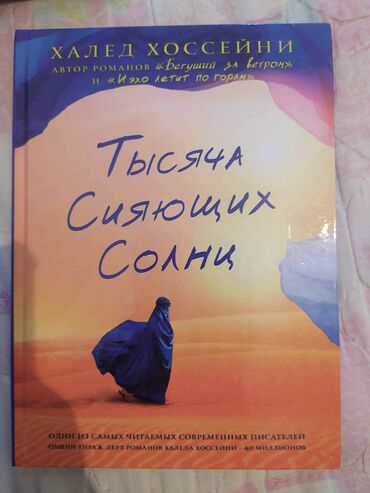 ХАЛЕД ХОССЕЙНИ
АВТОР РОМАНОВ «Бегущий за ветром»
И «И эхо летит по горам»
Тысяча
Сияющих
Солнц
ОДИН ИЗ САМЫХ ЧИТАЕМЫХ СОВРЕМЕННЫХ ПИСАТЕЛЕЙ
ОБЩИЙ ТИРАЖ ДВУХ РОМАНОВ ХАЛЕДА ХОССЕЙНИ - 40 МИЛЛИОНОВ